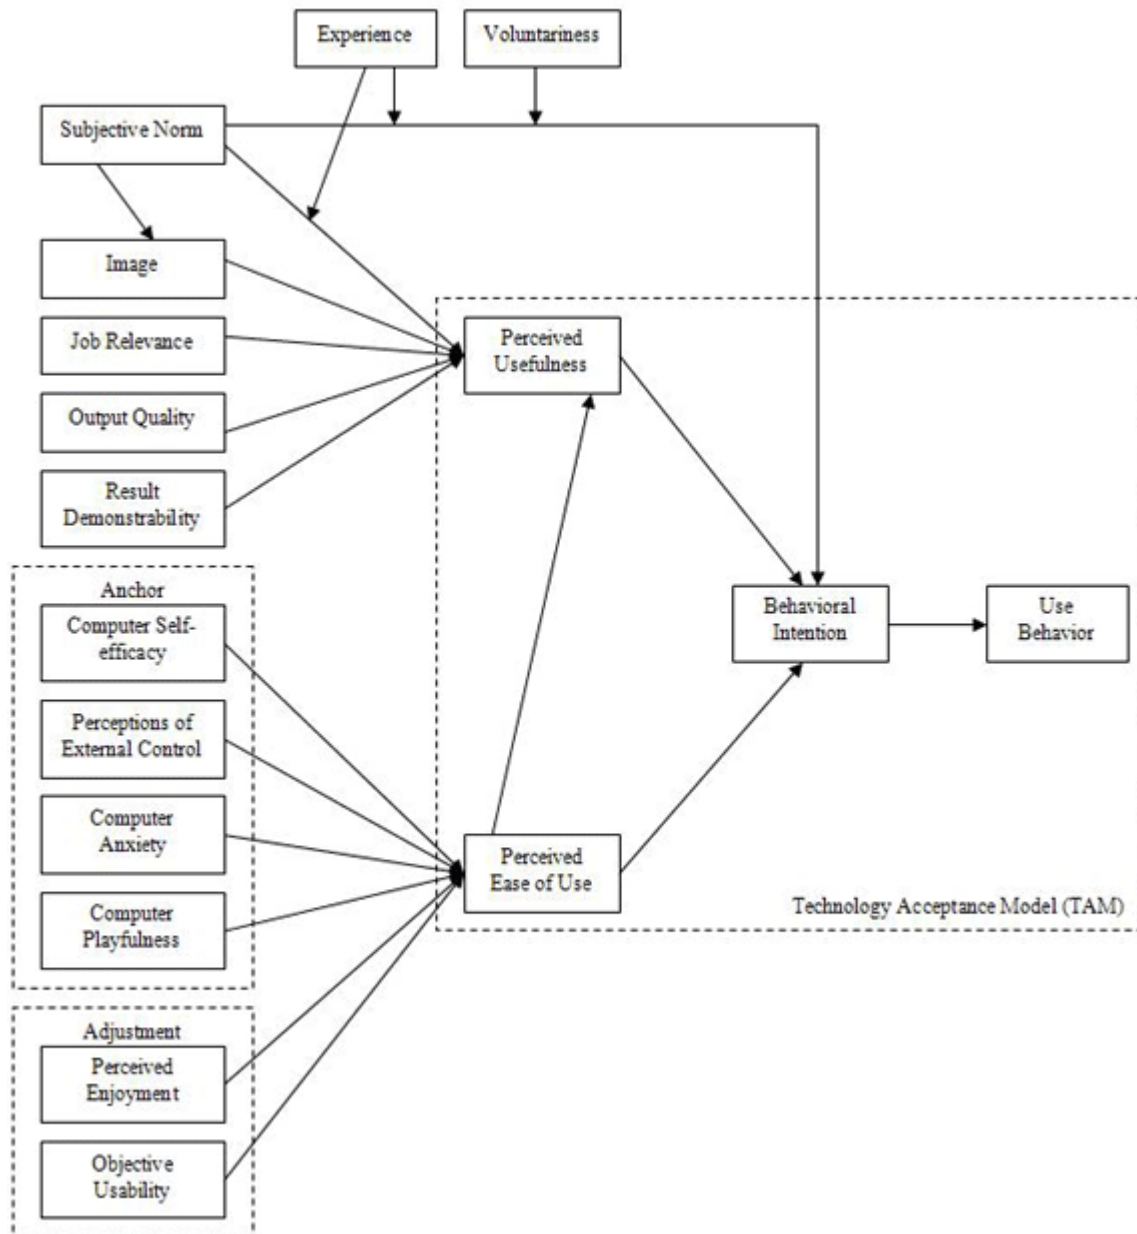 Experience
Voluntariness
Subjective Norm
Image
Job Relevance
Output Quality
Result
Demonstrability
Perceived
Usefulness
Anchor
Computer Self-
efficacy
Perceptions of
External Control
Computer
Anxiety
Computer
Playfulness
Adjustment
Perceived
Enjoyment
Objective
Usability
Perceived
Ease of Use
Behavioral
Intention
Use
Behavior
Technology Acceptance Model (TAM)